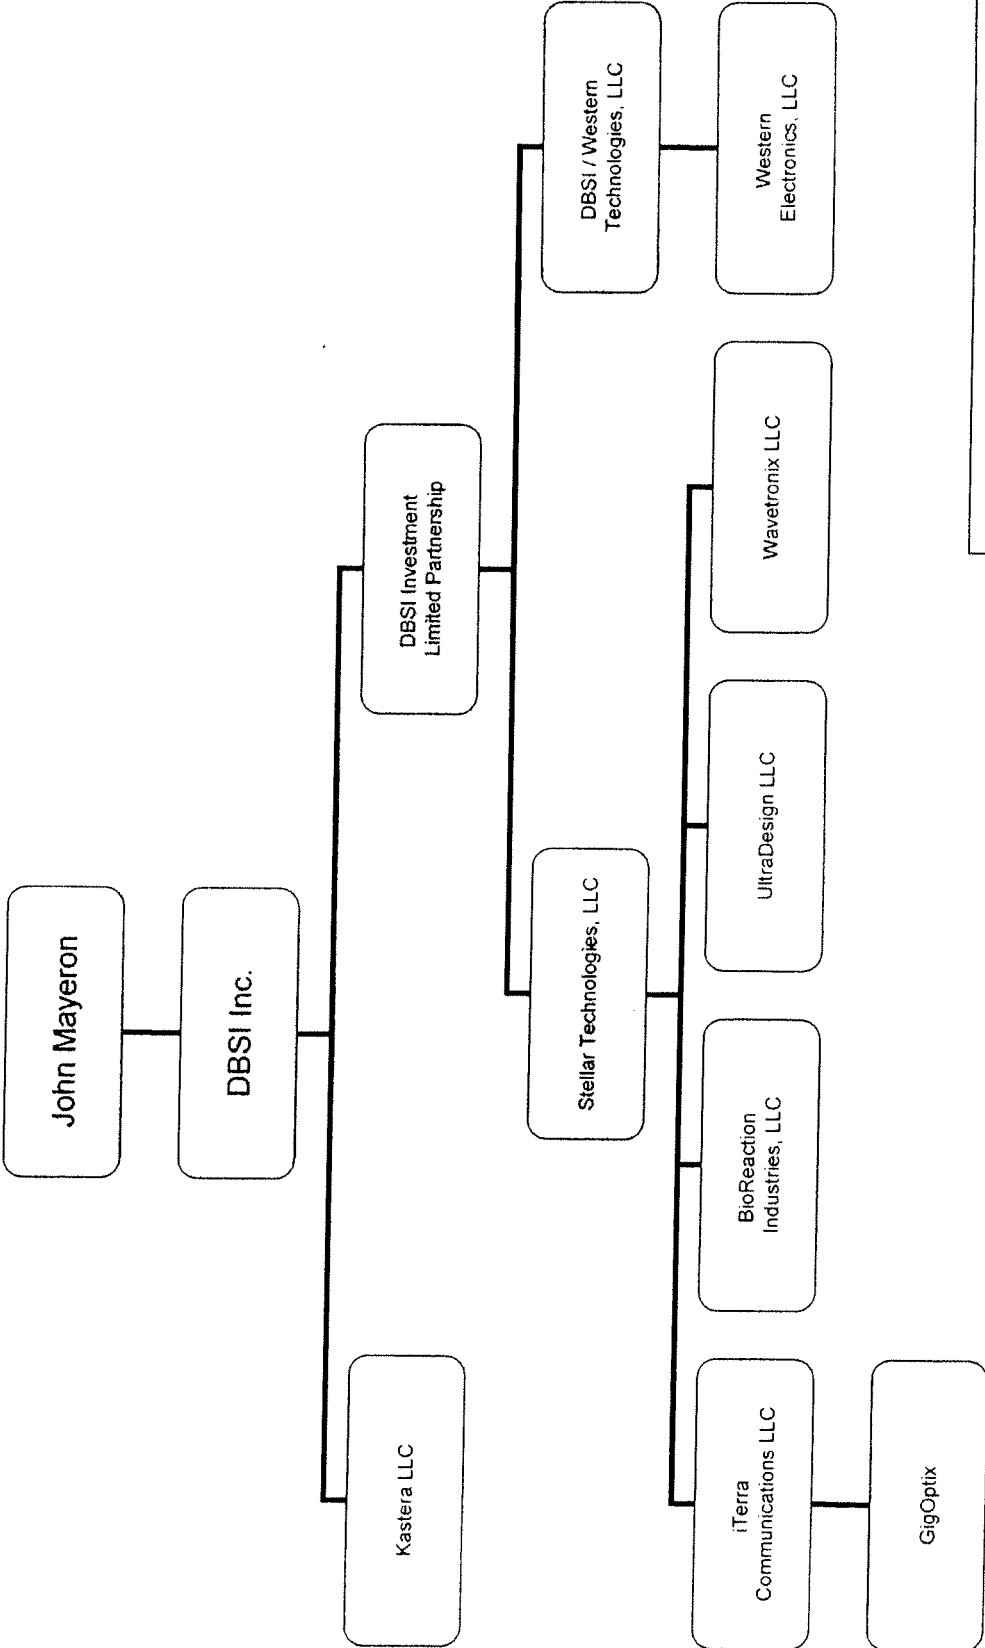 John Mayeron
DBSI Inc.
Kastera LLC
DBSI Investment
Limited Partnership
Stellar Technologies, LLC
DBSI / Western
Technologies, LLC
iTerra
Communications LLC
BioReaction
Industries, LLC
UltraDesign LLC
Wavetronix LLC
Western
Electronics, LLC
GigOptix